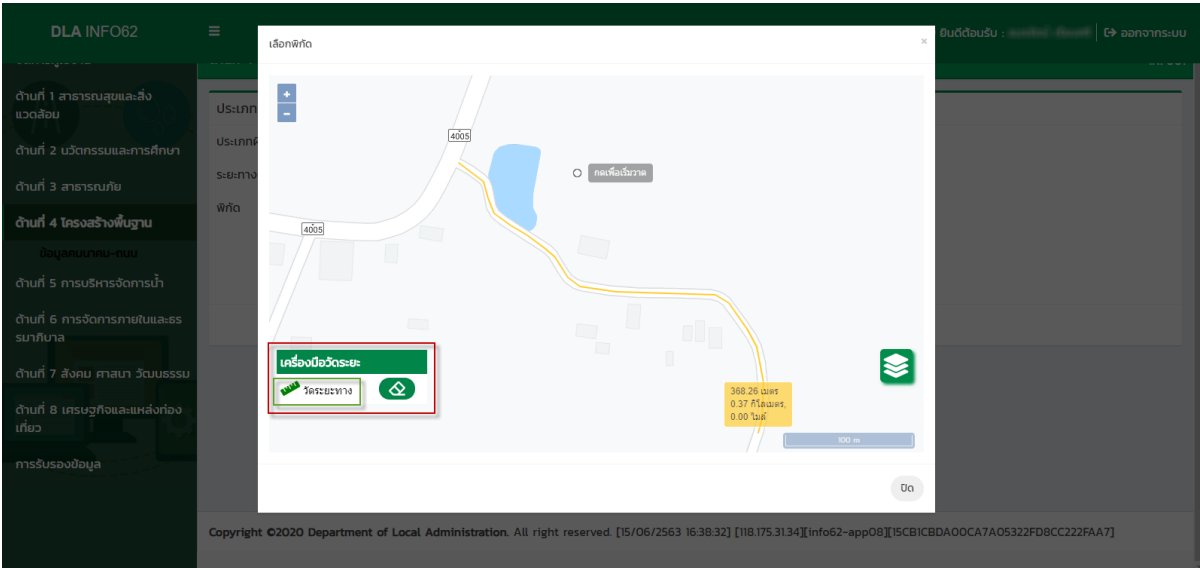 DLA INFO62
เลือกพิกัด
×
ยินดีต้อนรับ :
ออกจากระบบ
ด้านที่ 1 สาธารณสุขและสิ่ง
แวดล้อม
ด้านที่ 2 นวัตกรรมและการศึกษา
ด้านที่ 3 สาธารณภัย
ด้านที่ 4 โครงสร้างพื้นฐาน
ข้อมูลคมนาคม-ถนน
ด้านที่ 5 การบริหารจัดการน้ำ
ด้านที่ 6 การจัดการภายในและธร
รมาภิบาล
ด้านที่ 7 สังคม ศาสนา วัฒนธรรม
ด้านที่ 8 เศรษฐกิจและแหล่งท่อง
เที่ยว
การรับรองข้อมูล
ประเภท
ระยะทาง
พิกัด
+
−
4005
กดเพื่อเริ่มวาด
4005
เครื่องมือวัดระยะ
วัดระยะทาง
368.26 เมตร
0.37 กิโลเมตร,
0.00 ไมล์
100 m
ปิด
Copyright ©2020 Department of Local Administration. All right reserved. [15/06/2563 16:38:32] [118.175.31.34][info62-app08][15CB1CBDA00CA7A05322FD8CC222FAA7]